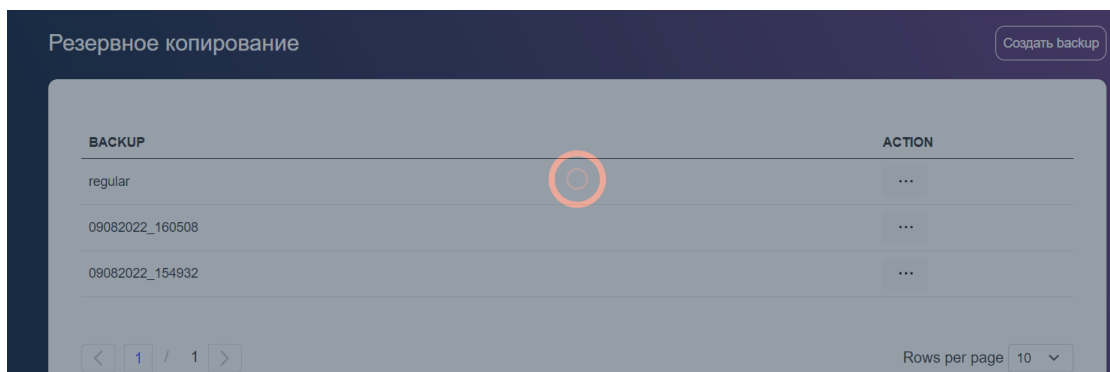 Резервное копирование
Создать backup
BACKUP ACTION
regular ...
09082022_160508 ...
09082022_154932 ...
< 1 / 1 > Rows per page 10